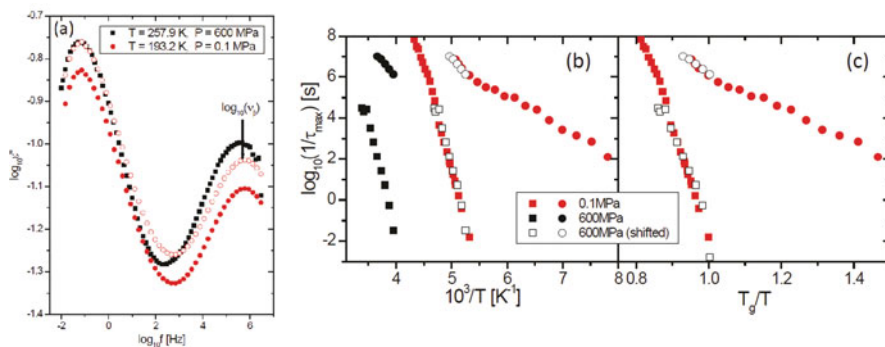 (a)
T = 257.9 K, P = 600 MPa
T = 193.2 K, P = 0.1 MPa
log₁₀(νᵦ)
-0.7
-0.8
-0.9
-1.0
-1.1
-1.2
-1.3
-1.4
log₁₀ε"
-2 0 2 4 6
log₁₀f [Hz]
(b)
8
6
4
2
0
-2
log₁₀(1/τmax) [s]
4 5 6 7 8
10³/T [K⁻¹]
0.1MPa
600MPa
600MPa (shifted)
(c)
0.8 1.0 1.2 1.4
Tg/T